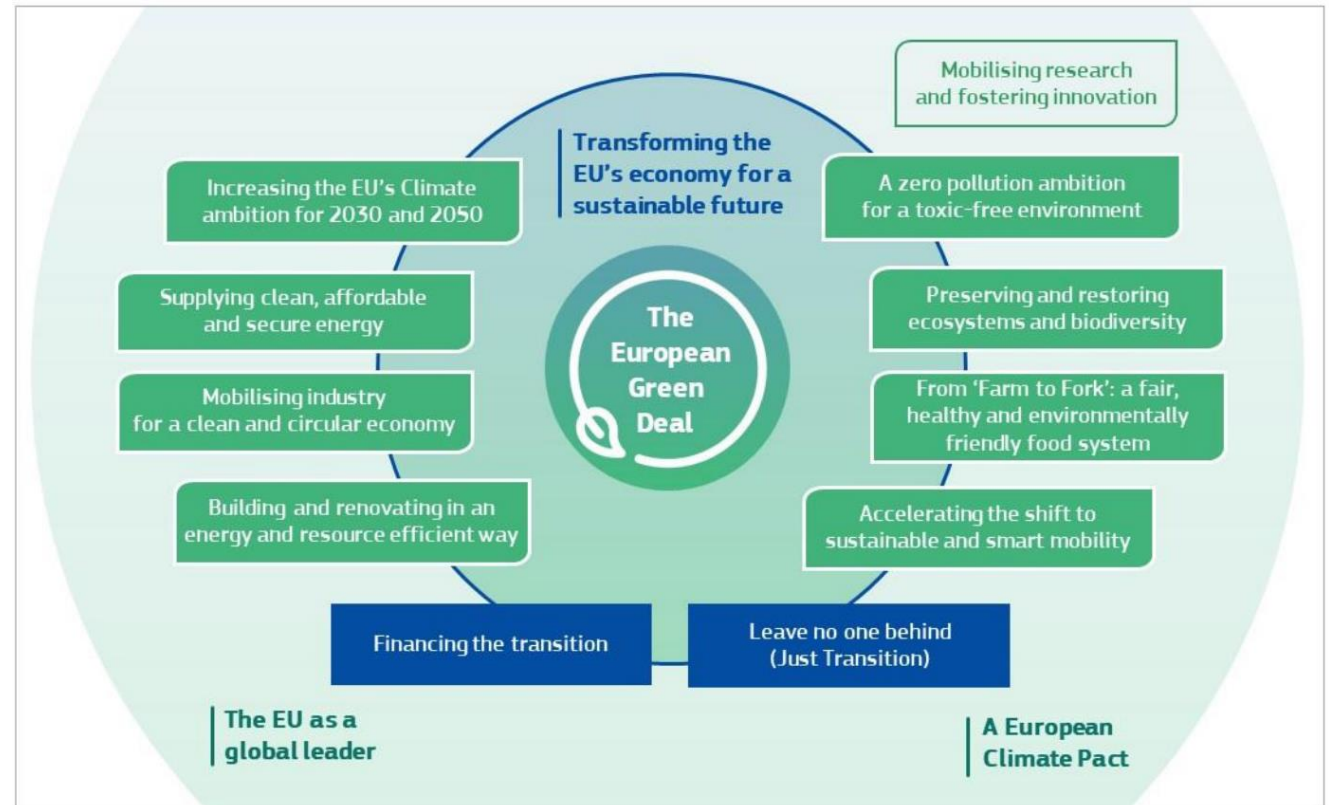 Mobilising research
and fostering innovation
Transforming the
EU's economy for a
sustainable future
Increasing the EU's Climate
ambition for 2030 and 2050
A zero pollution ambition
for a toxic-free environment
Supplying clean, affordable
and secure energy
Preserving and restoring
ecosystems and biodiversity
The
European
Green
Deal
Mobilising industry
for a clean and circular economy
From ‘Farm to Fork’: a fair,
healthy and environmentally
friendly food system
Building and renovating in an
energy and resource efficient way
Accelerating the shift to
sustainable and smart mobility
Financing the transition
Leave no one behind
(Just Transition)
The EU as a
global leader
A European
Climate Pact